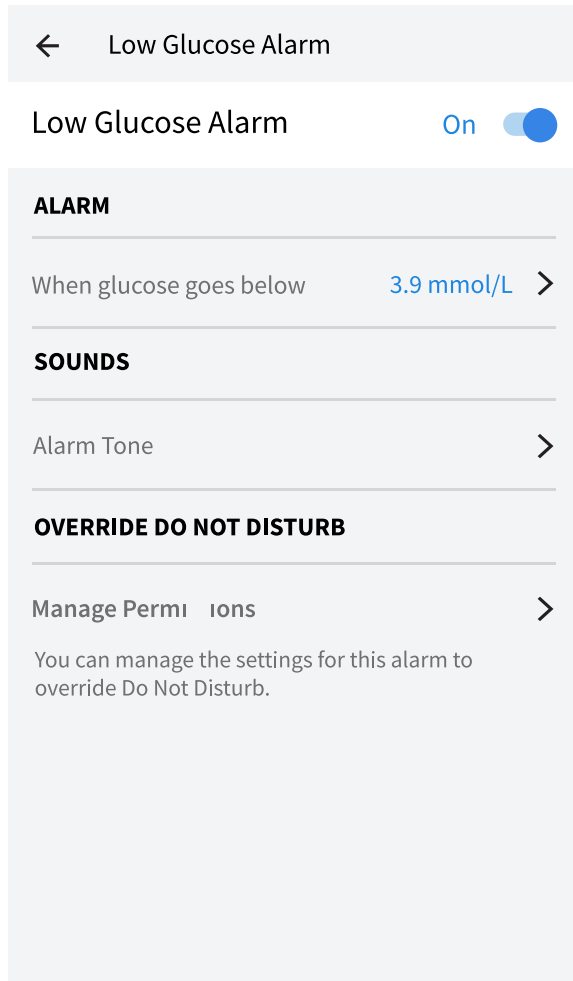 Low Glucose Alarm
Low Glucose Alarm On
ALARM
When glucose goes below 3.9 mmol/L
SOUNDS
Alarm Tone
OVERRIDE DO NOT DISTURB
Manage
You can manage the settings for this alarm to
override Do Not Disturb.